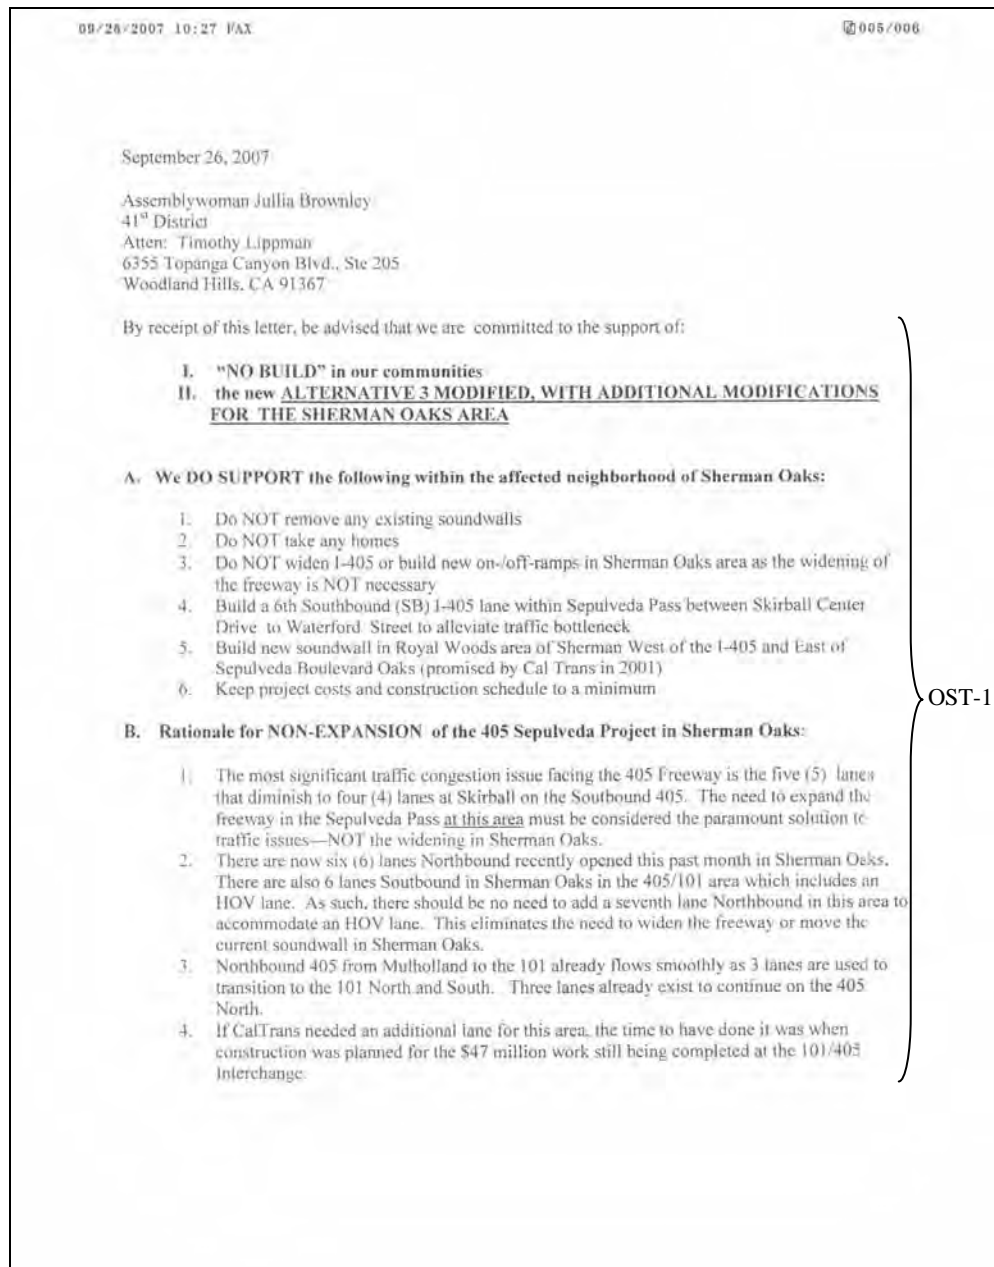 09/26/2007 10:27 FAX 005/006
September 26, 2007
Assemblywoman Jullia Brownley
41st District
Atten: Timothy Lippman
6355 Topanga Canyon Blvd., Ste 205
Woodland Hills, CA 91367
By receipt of this letter, be advised that we are committed to the support of:
I. "NO BUILD" in our communities
II. the new ALTERNATIVE 3 MODIFIED, WITH ADDITIONAL MODIFICATIONS
FOR THE SHERMAN OAKS AREA
A. We DO SUPPORT the following within the affected neighborhood of Sherman Oaks:
1. Do NOT remove any existing soundwalls
2. Do NOT take any homes
3. Do NOT widen I-405 or build new on-/off-ramps in Sherman Oaks area as the widening of
the freeway is NOT necessary
4. Build a 6th Southbound (SB) I-405 lane within Sepulveda Pass between Skirball Center
Drive to Waterford Street to alleviate traffic bottleneck
5. Build new soundwall in Royal Woods area of Sherman West of the I-405 and East of
Sepulveda Boulevard Oaks (promised by Cal Trans in 2001)
6. Keep project costs and construction schedule to a minimum
OST-1
B. Rationale for NON-EXPANSION of the 405 Sepulveda Project in Sherman Oaks:
1. The most significant traffic congestion issue facing the 405 Freeway is the five (5) lanes
that diminish to four (4) lanes at Skirball on the Soutbound 405. The need to expand the
freeway in the Sepulveda Pass at this area must be considered the paramount solution to
traffic issues—NOT the widening in Sherman Oaks.
2. There are now six (6) lanes Northbound recently opened this past month in Sherman Oaks.
There are also 6 lanes Soutbound in Sherman Oaks in the 405/101 area which includes an
HOV lane. As such, there should be no need to add a seventh lane Northbound in this area to
accommodate an HOV lane. This eliminates the need to widen the freeway or move the
current soundwall in Sherman Oaks.
3. Northbound 405 from Mulholland to the 101 already flows smoothly as 3 lanes are used to
transition to the 101 North and South. Three lanes already exist to continue on the 405
North.
4. If CalTrans needed an additional lane for this area, the time to have done it was when
construction was planned for the $47 million work still being completed at the 101/405
Interchange.